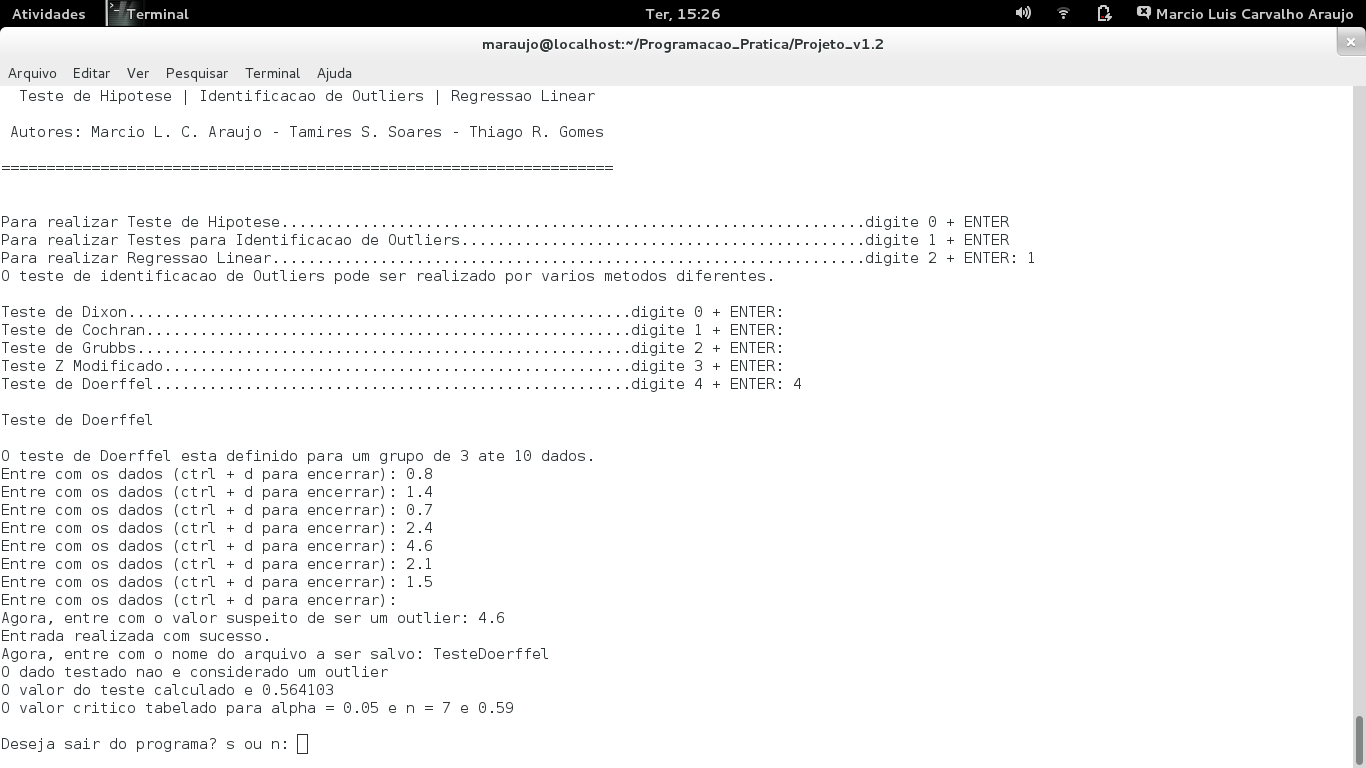 Atividades Terminal Ter, 15:26 Marcio Luis Carvalho Araujo
maraujo@localhost:~/Programacao_Pratica/Projeto_v1.2
Arquivo Editar Ver Pesquisar Terminal Ajuda
Teste de Hipotese | Identificacao de Outliers | Regressao Linear
Autores: Marcio L. C. Araujo - Tamires S. Soares - Thiago R. Gomes
====================================================================
Para realizar Teste de Hipotese.................................................................digite 0 + ENTER
Para realizar Testes para Identificacao de Outliers.............................................digite 1 + ENTER
Para realizar Regressao Linear..................................................................digite 2 + ENTER: 1
O teste de identificacao de Outliers pode ser realizado por varios metodos diferentes.
Teste de Dixon........................................................digite 0 + ENTER:
Teste de Cochran......................................................digite 1 + ENTER:
Teste de Grubbs.......................................................digite 2 + ENTER:
Teste Z Modificado....................................................digite 3 + ENTER:
Teste de Doerffel.....................................................digite 4 + ENTER: 4
Teste de Doerffel
O teste de Doerffel esta definido para um grupo de 3 ate 10 dados.
Entre com os dados (ctrl + d para encerrar): 0.8
Entre com os dados (ctrl + d para encerrar): 1.4
Entre com os dados (ctrl + d para encerrar): 0.7
Entre com os dados (ctrl + d para encerrar): 2.4
Entre com os dados (ctrl + d para encerrar): 4.6
Entre com os dados (ctrl + d para encerrar): 2.1
Entre com os dados (ctrl + d para encerrar): 1.5
Entre com os dados (ctrl + d para encerrar):
Agora, entre com o valor suspeito de ser um outlier: 4.6
Entrada realizada com sucesso.
Agora, entre com o nome do arquivo a ser salvo: TesteDoerffel
O dado testado nao e considerado um outlier
O valor do teste calculado e 0.564103
O valor critico tabelado para alpha = 0.05 e n = 7 e 0.59
Deseja sair do programa? s ou n: